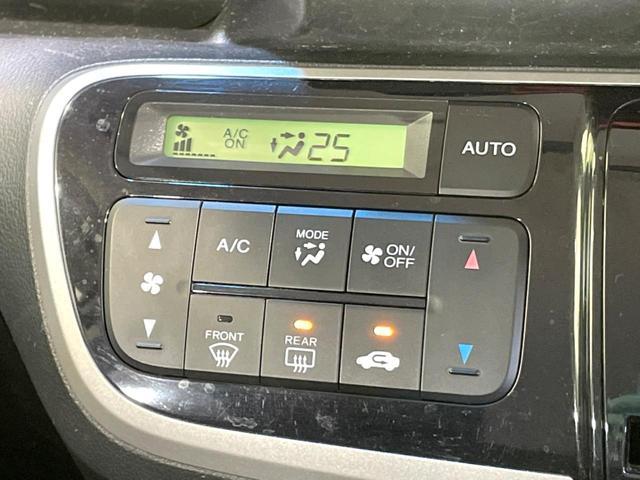 A/C
ON
25
AUTO
A/C
MODE
ON/
OFF
FRONT
REAR